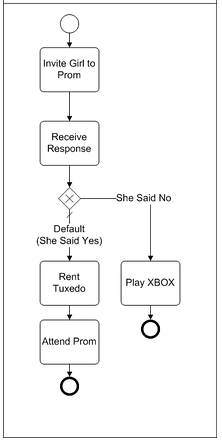 Invite Girl to
Prom
Receive
Response
She Said No
Default
(She Said Yes)
Rent
Tuxedo
Play XBOX
Attend Prom